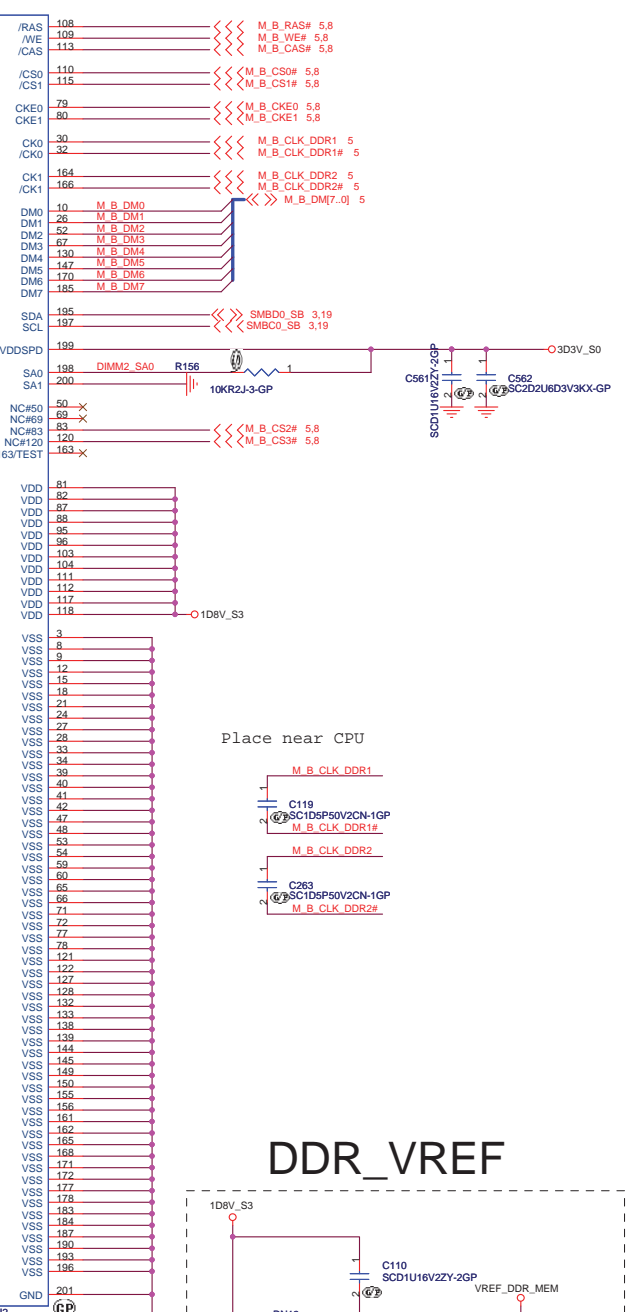 /RAS 108 M_B_RAS# 5,8
/WE 109 M_B_WE# 5,8
/CAS 113 M_B_CAS# 5,8
/CS0 110 M_B_CS0# 5,8
/CS1 115 M_B_CS1# 5,8
CKE0 79 M_B_CKE0 5,8
CKE1 80 M_B_CKE1 5,8
CK0 30 M_B_CLK_DDR1 5
/CK0 32 M_B_CLK_DDR1# 5
CK1 164 M_B_CLK_DDR2 5
/CK1 166 M_B_CLK_DDR2# 5
M_B_DM[7..0] 5
DM0 10 M_B_DM0
DM1 26 M_B_DM1
DM2 52 M_B_DM2
DM3 67 M_B_DM3
DM4 130 M_B_DM4
DM5 147 M_B_DM5
DM6 170 M_B_DM6
DM7 185 M_B_DM7
SDA 195 SMBD0_SB 3,19
SCL 197 SMBC0_SB 3,19
VDDSPD 199 3D3V_S0
SA0 198 DIMM2_SA0 R156 1
SA1 200 10KR2J-3-GP
1 C561 2 SCD1U16V2ZY-2GP
1 C562 2 SC2D2U6D3V3KX-GP
NC#50 50
NC#69 69
NC#83 83 M_B_CS2# 5,8
NC#120 120 M_B_CS3# 5,8
63/TEST 163
VDD 81
VDD 82
VDD 87
VDD 88
VDD 95
VDD 96
VDD 103
VDD 104
VDD 111
VDD 112
VDD 117
VDD 118 1D8V_S3
VSS 3
VSS 8
VSS 9
VSS 12
VSS 15
VSS 18
VSS 21
VSS 24
VSS 27
VSS 28
VSS 33
VSS 34
VSS 39
VSS 40
VSS 41
VSS 42
VSS 47
VSS 48
VSS 53
VSS 54
VSS 59
VSS 60
VSS 65
VSS 66
VSS 71
VSS 72
VSS 77
VSS 78
VSS 121
VSS 122
VSS 127
VSS 128
VSS 132
VSS 133
VSS 138
VSS 139
VSS 144
VSS 145
VSS 149
VSS 150
VSS 155
VSS 156
VSS 161
VSS 162
VSS 165
VSS 168
VSS 171
VSS 172
VSS 177
VSS 178
VSS 183
VSS 184
VSS 187
VSS 190
VSS 193
VSS 196
GND 201
GP
Place near CPU
M_B_CLK_DDR1
1 C119
2 SC1D5P50V2CN-1GP
M_B_CLK_DDR1#
M_B_CLK_DDR2
1 C263
2 SC1D5P50V2CN-1GP
M_B_CLK_DDR2#
DDR_VREF
1D8V_S3
1 C110
SCD1U16V2ZY-2GP
2
VREF_DDR_MEM